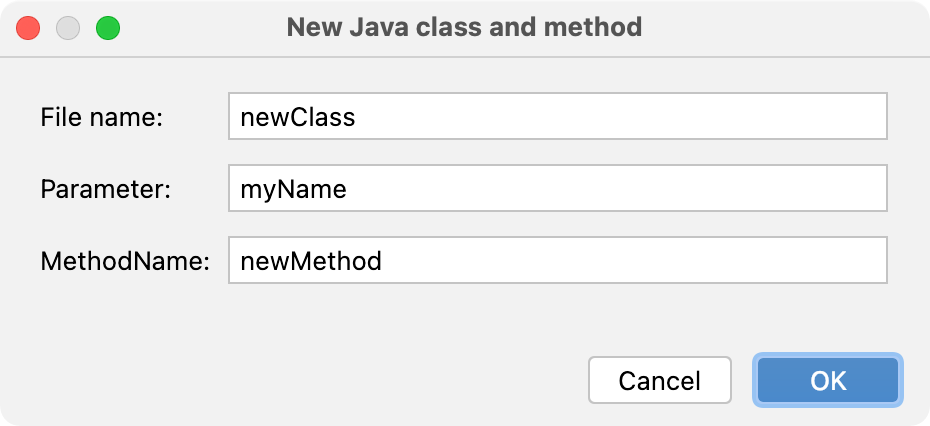 New Java class and method
File name: newClass
Parameter: myName
MethodName: newMethod
Cancel OK